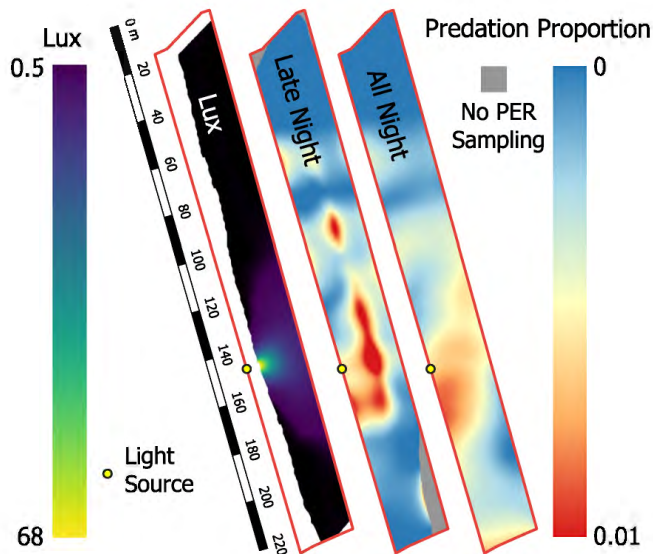 Lux
0.5
68
0 m
20
40
60
80
100
120
140
160
180
200
220
Light
Source
Lux
Late Night
All Night
Predation Proportion
No PER
Sampling
0
0.01